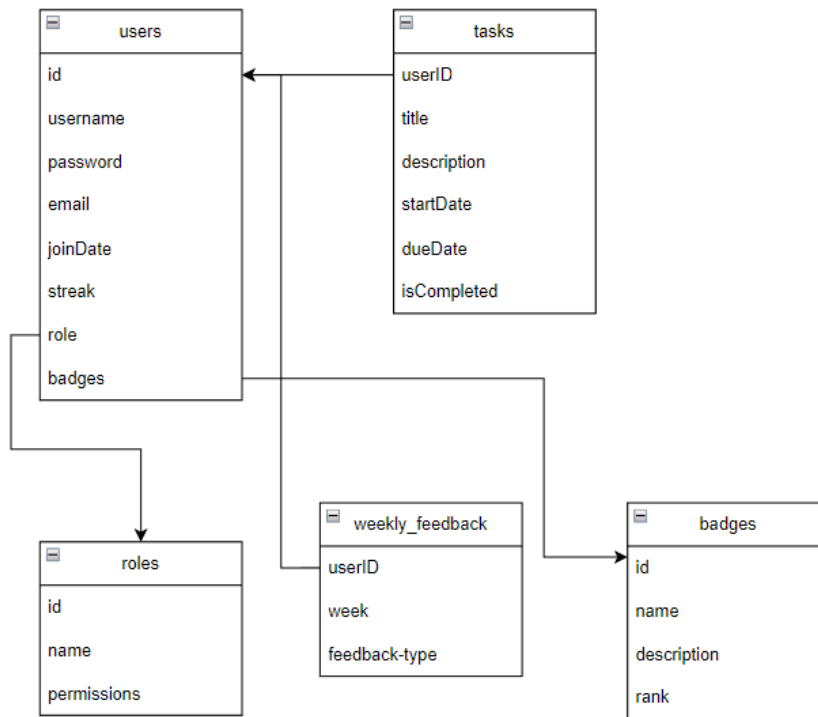 users
id
username
password
email
joinDate
streak
role
badges
tasks
userID
title
description
startDate
dueDate
isCompleted
roles
id
name
permissions
weekly_feedback
userID
week
feedback-type
badges
id
name
description
rank